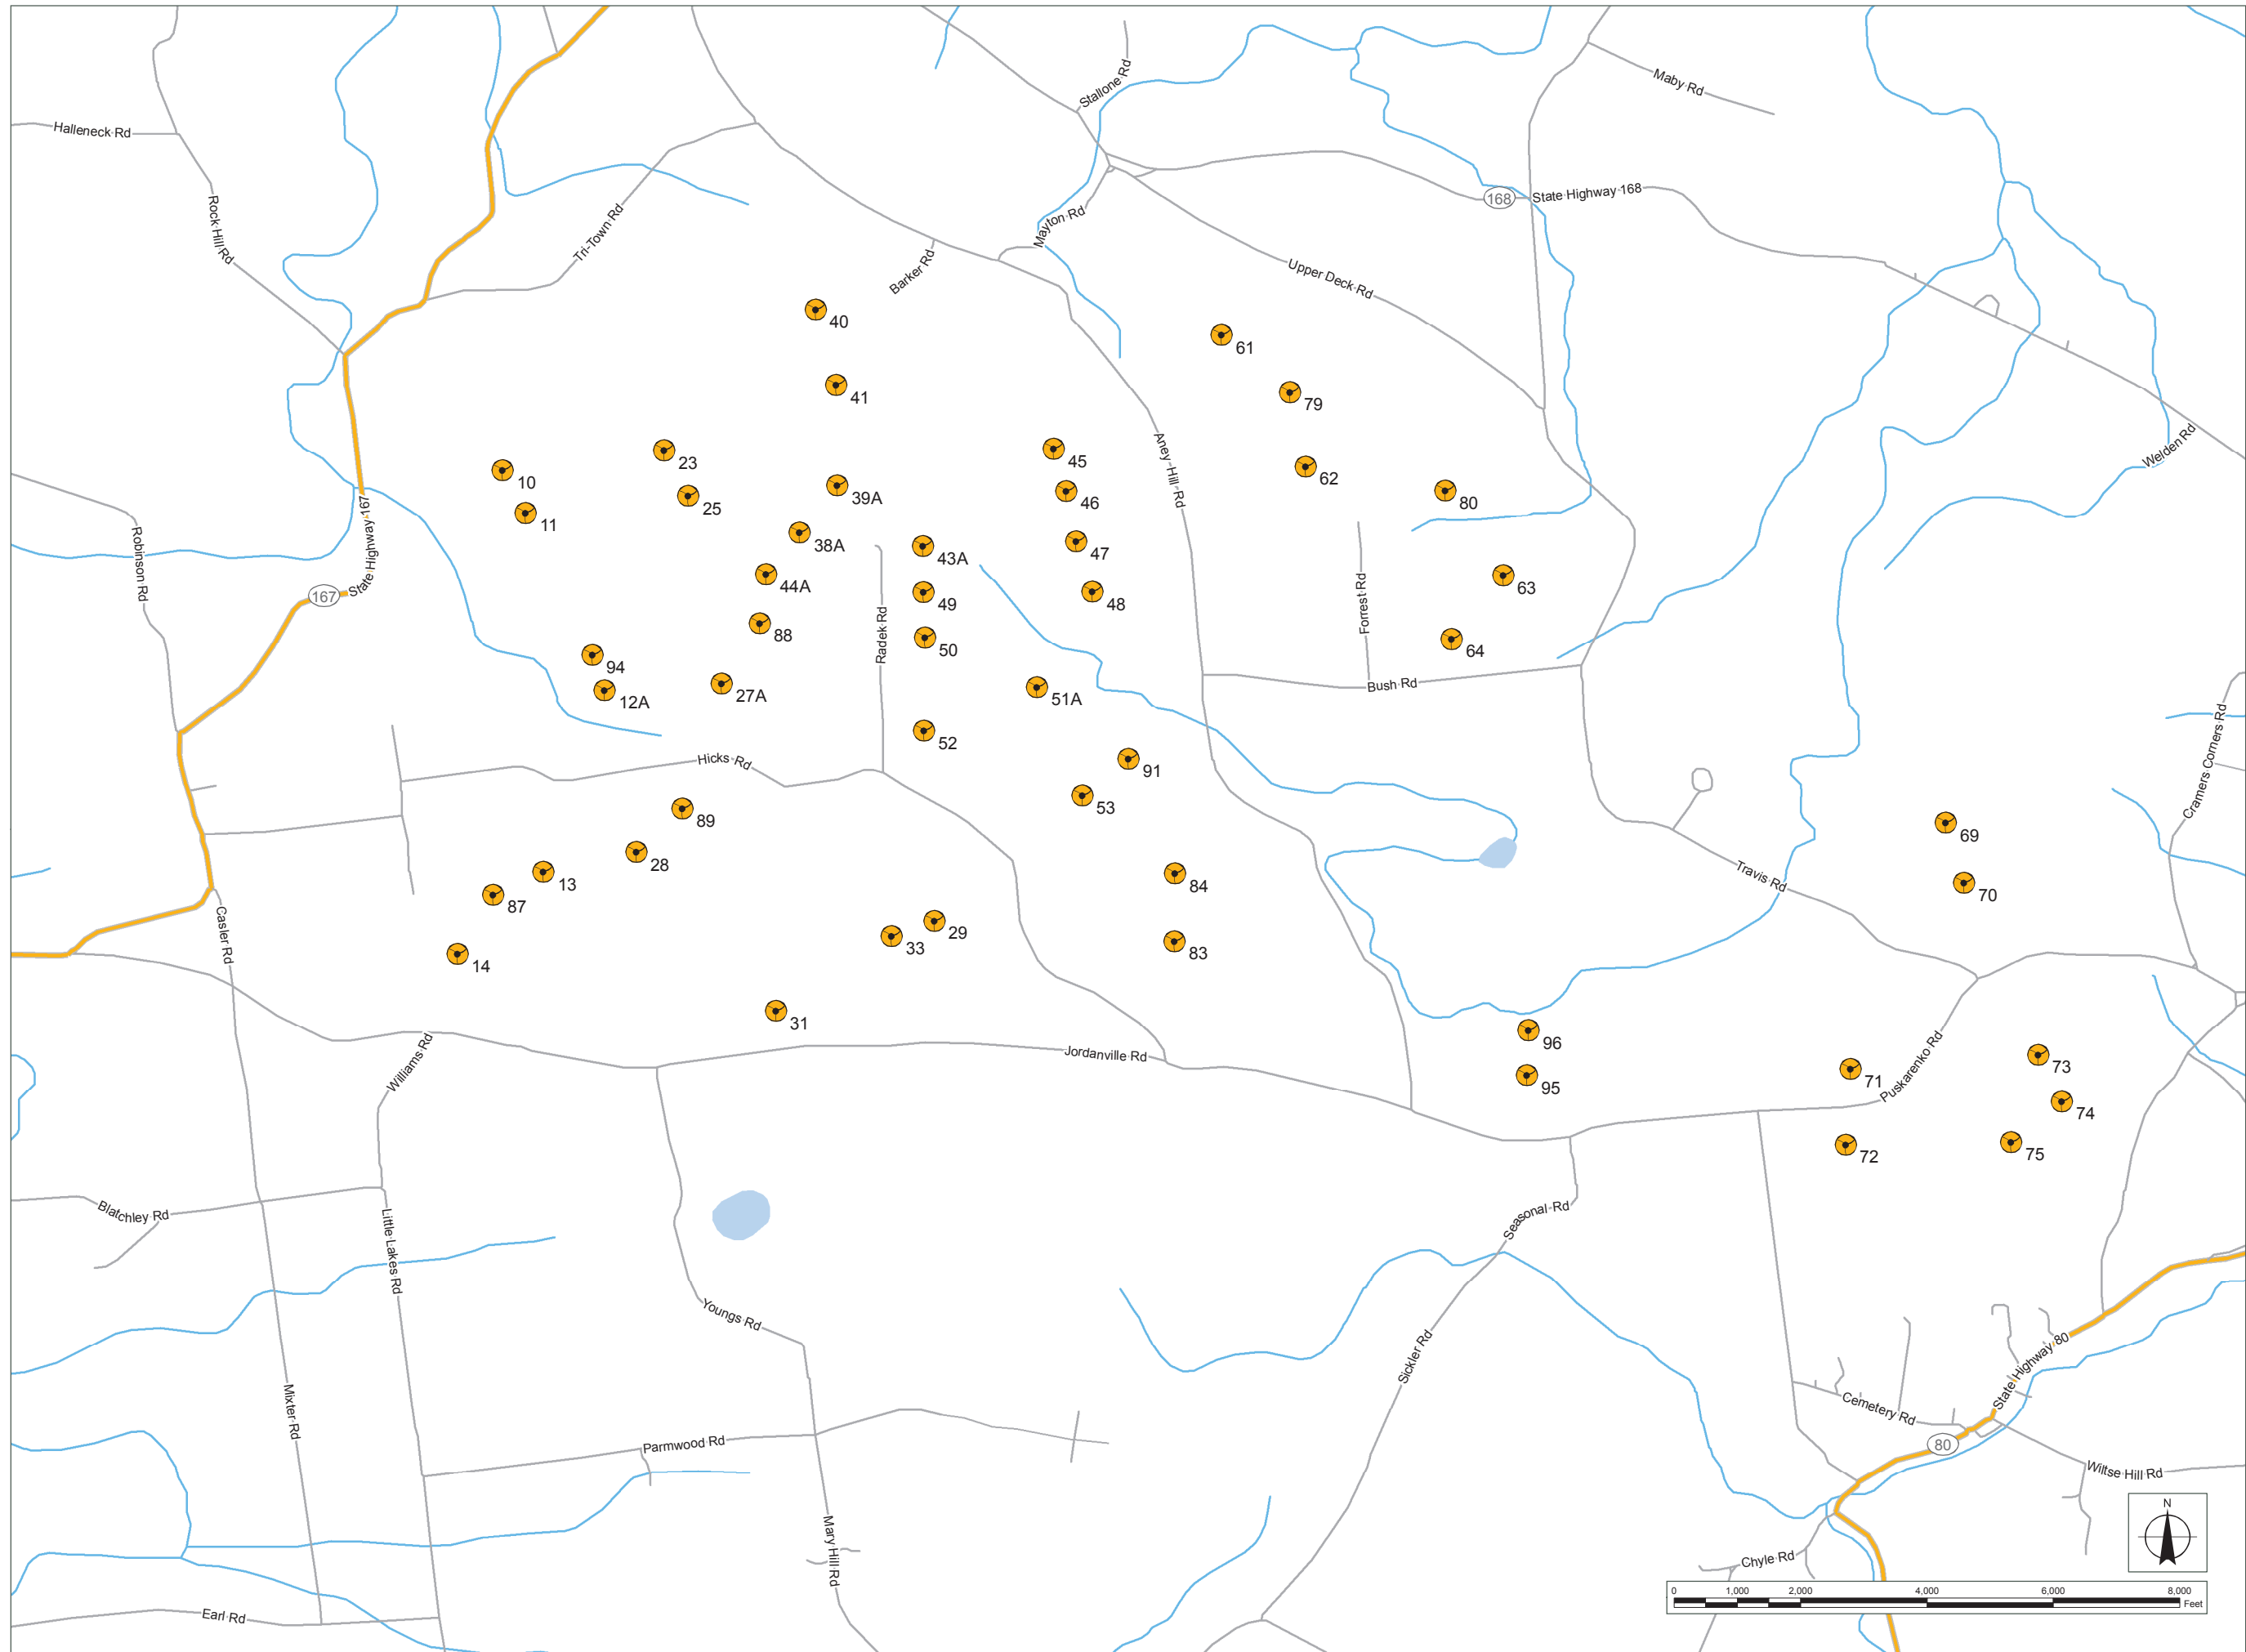 Stallone Rd
Maby Rd
Halleneck Rd
168
State Highway 168
Rock Hill Rd
Tri-Town Rd
Mayton Rd
Barker Rd
Upper Deck Rd
40
61
41
79
Aney Hill Rd
Welden Rd
23
45
10
62
39A
46
80
25
11
State Highway 167
Robinson Rd
38A
47
43A
44A
63
167
49
48
Forrest Rd
88
Radek Rd
50
64
94
27A
12A
51A
Bush Rd
52
Cramers Corners Rd
Hicks Rd
91
53
89
69
28
13
84
Travis Rd
70
87
Casler Rd
29
33
83
14
31
96
Williams Rd
Jordanville Rd
Puskarenko Rd
73
71
95
74
72
75
Blatchley Rd
Little Lakes Rd
Seasonal Rd
Youngs Rd
Sickler Rd
State Highway 80
Mixter Rd
Cemetery Rd
Parmwood Rd
80
Wiltse Hill Rd
N
Mary Hill Rd
Chyle Rd
0 1,000 2,000 4,000 6,000 8,000
Feet
Earl Rd